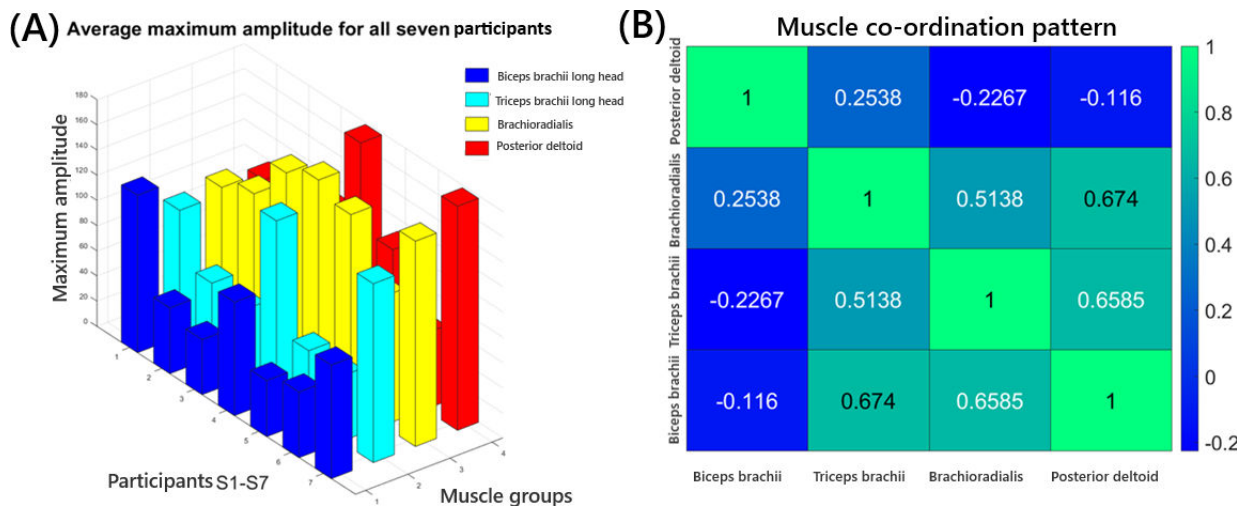 (A) Average maximum amplitude for all seven participants
Biceps brachii long head
Triceps brachii long head
Brachioradialis
Posterior deltoid
Maximum amplitude
180
160
140
120
100
80
60
40
20
0
1
2
3
4
5
6
7
Participants S1-S7
1
2
3
4
Muscle groups
(B) Muscle co-ordination pattern
Posterior deltoid
Brachioradialis
Triceps brachii
Biceps brachii
1 0.2538 -0.2267 -0.116
0.2538 1 0.5138 0.674
-0.2267 0.5138 1 0.6585
-0.116 0.674 0.6585 1
Biceps brachii Triceps brachii Brachioradialis Posterior deltoid
1
0.8
0.6
0.4
0.2
0
-0.2